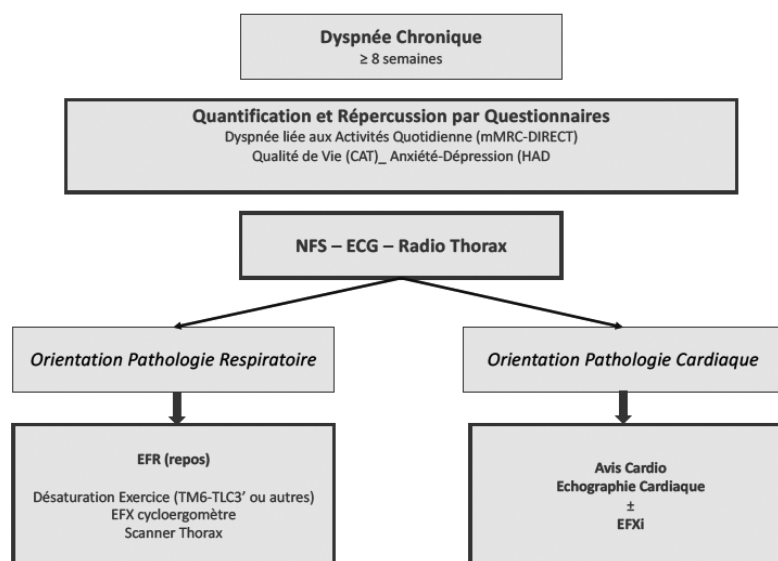 Dyspnée Chronique
≥ 8 semaines
Quantification et Répercussion par Questionnaires
Dyspnée liée aux Activités Quotidienne (mMRC-DIRECT)
Qualité de Vie (CAT)_ Anxiété-Dépression (HAD
NFS – ECG – Radio Thorax
Orientation Pathologie Respiratoire
Orientation Pathologie Cardiaque
EFR (repos)
Désaturation Exercice (TM6-TLC3’ ou autres)
EFX cycloergomètre
Scanner Thorax
Avis Cardio
Echographie Cardiaque
±
EFXi